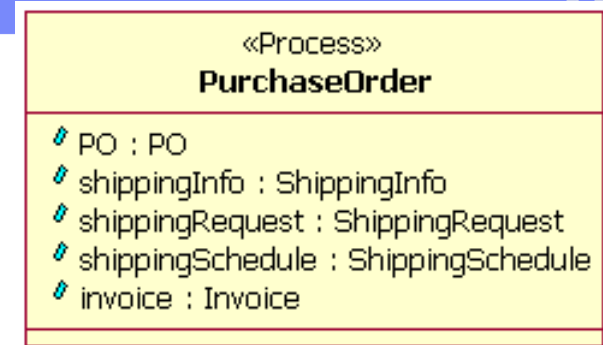 «Process»
PurchaseOrder
PO : PO
shippingInfo : ShippingInfo
shippingRequest : ShippingRequest
shippingSchedule : ShippingSchedule
invoice : Invoice